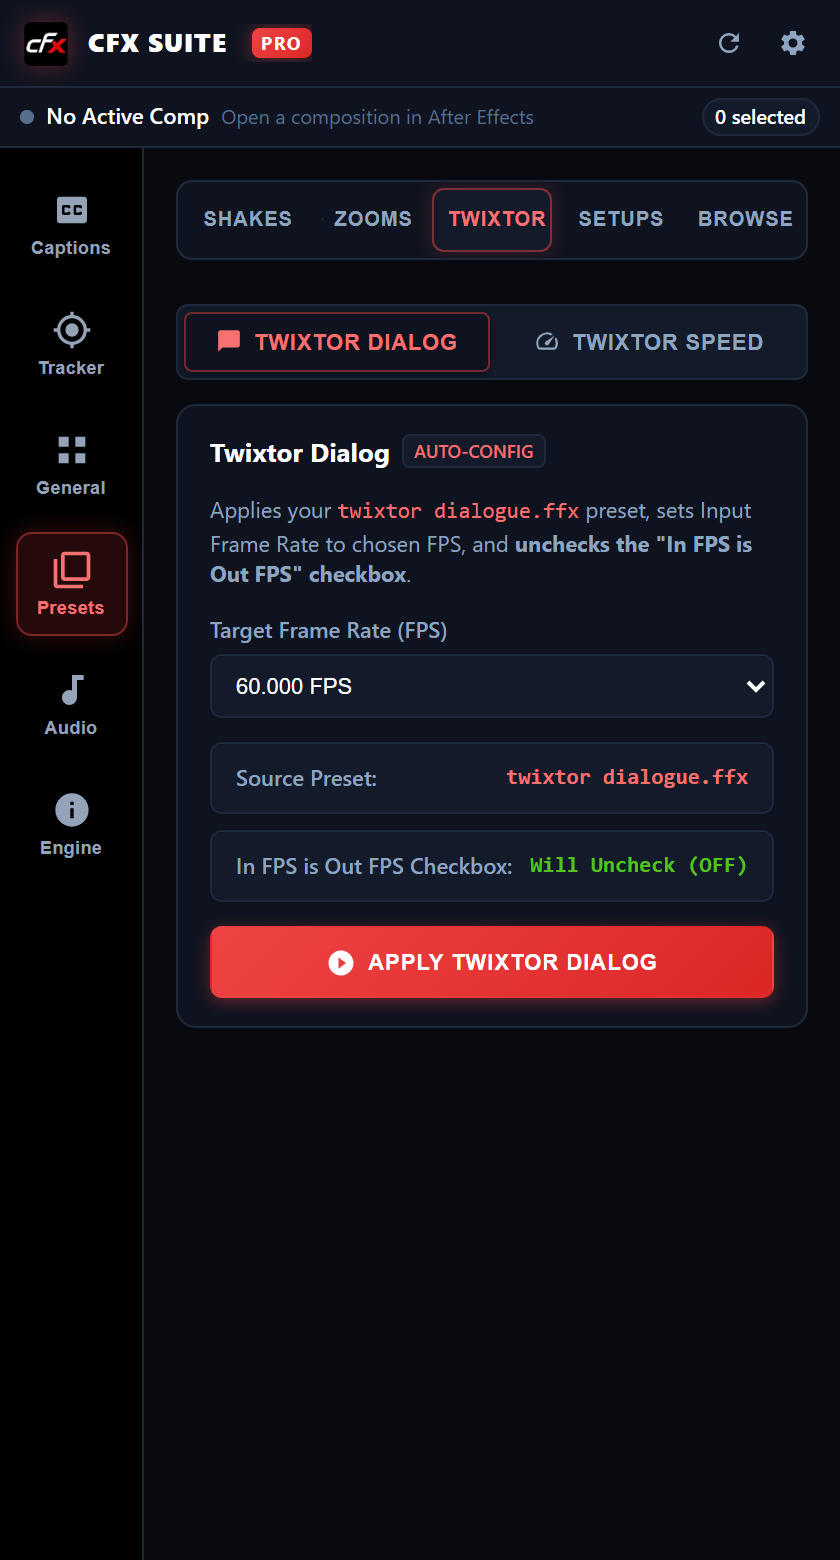 cfx CFX SUITE PRO
No Active Comp Open a composition in After Effects 0 selected
SHAKES ZOOMS TWIXTOR SETUPS BROWSE
CC
Captions
Tracker
General
Presets
Audio
Engine
TWIXTOR DIALOG TWIXTOR SPEED
Twixtor Dialog AUTO-CONFIG
Applies your twixtor dialogue.ffx preset, sets Input
Frame Rate to chosen FPS, and unchecks the "In FPS is
Out FPS" checkbox.
Target Frame Rate (FPS)
60.000 FPS
Source Preset: twixtor dialogue.ffx
In FPS is Out FPS Checkbox: Will Uncheck (OFF)
APPLY TWIXTOR DIALOG